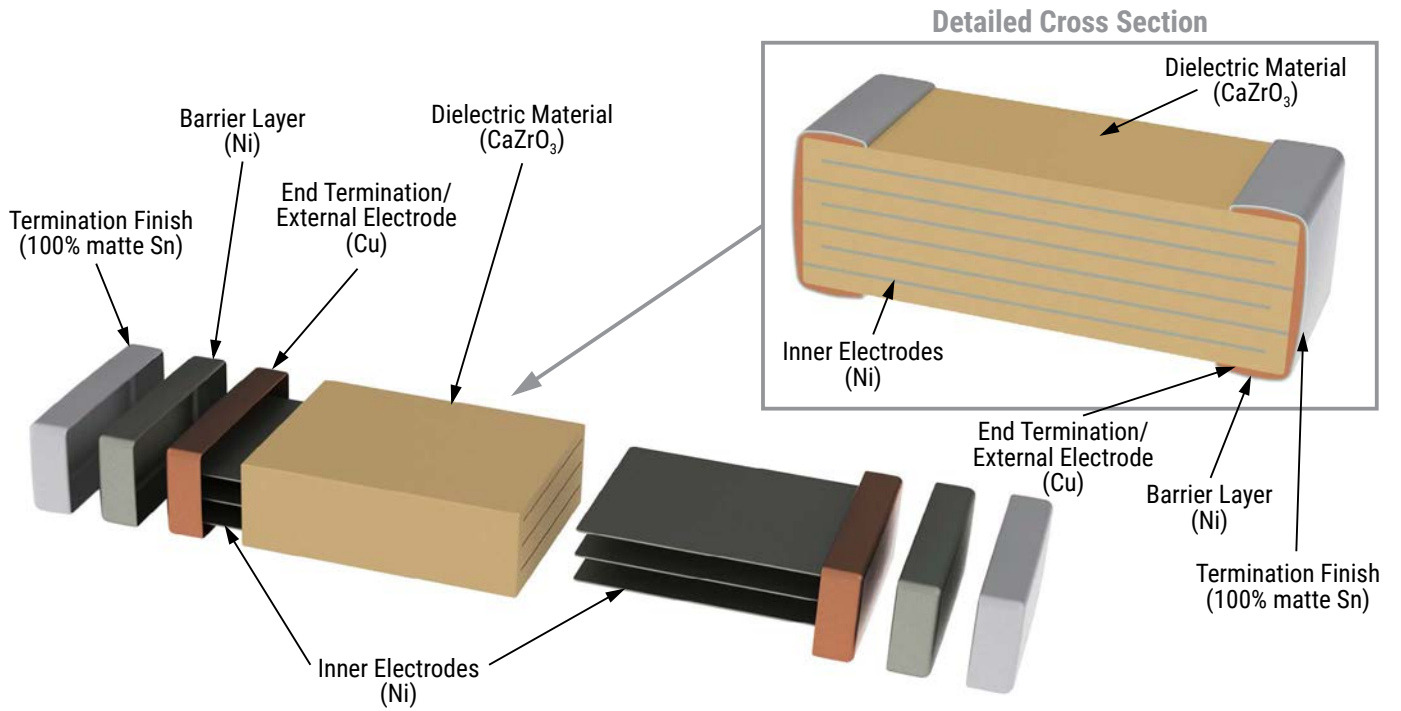 Detailed Cross Section
Dielectric Material
(CaZrO₃)
Inner Electrodes
(Ni)
End Termination/
External Electrode
(Cu)
Barrier Layer
(Ni)
Termination Finish
(100% matte Sn)
Termination Finish
(100% matte Sn)
Barrier Layer
(Ni)
End Termination/
External Electrode
(Cu)
Dielectric Material
(CaZrO₃)
Inner Electrodes
(Ni)